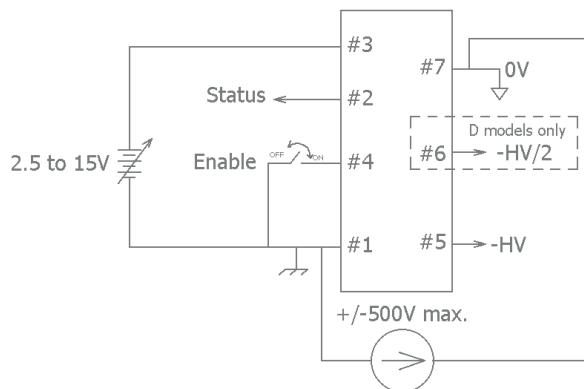 #3
#7
0V
Status
#2
D models only
OFF
ON
2.5 to 15V
Enable
#4
#6
-HV/2
#1
#5
-HV
+/-500V max.